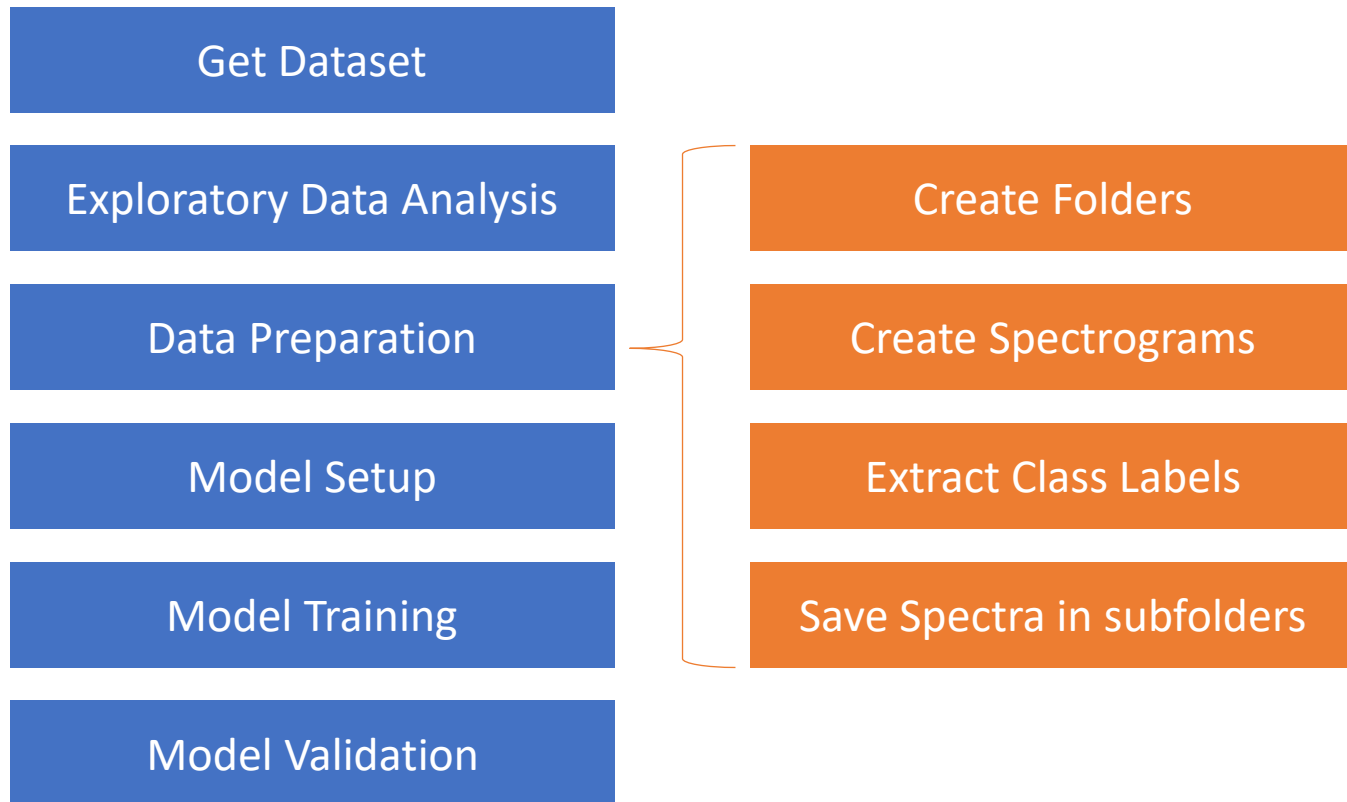 Get Dataset
Exploratory Data Analysis
Data Preparation
Model Setup
Model Training
Model Validation
Create Folders
Create Spectrograms
Extract Class Labels
Save Spectra in subfolders